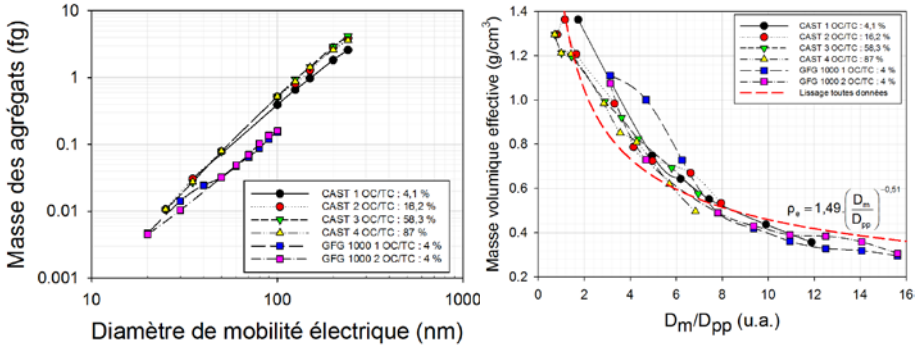 Masse des agrégats (fg)
10
1
0.1
0.01
0.001
CAST 1 OC/TC : 4,1 %
CAST 2 OC/TC : 16,2 %
CAST 3 OC/TC : 58,3 %
CAST 4 OC/TC : 87 %
GFG 1000 1 OC/TC : 4 %
GFG 1000 2 OC/TC : 4 %
10 100 1000
Diamètre de mobilité électrique (nm)
Masse volumique effective (g/cm³)
1.4
1.2
1.0
0.8
0.6
0.4
0.2
CAST 1 OC/TC : 4,1 %
CAST 2 OC/TC : 16,2 %
CAST 3 OC/TC : 58,3 %
CAST 4 OC/TC : 87 %
GFG 1000 1 OC/TC : 4 %
GFG 1000 2 OC/TC : 4 %
Lissage toutes données
ρe = 1,49.(Dm/Dpp)^-0,51
0 2 4 6 8 10 12 14 16
Dm/Dpp (u.a.)